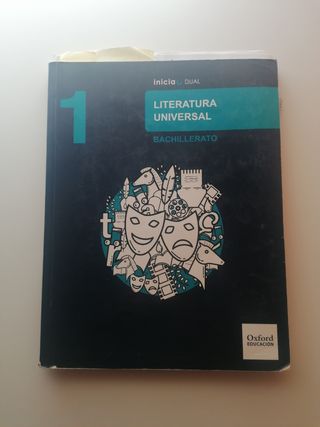 inicia DUAL
1
LITERATURA
UNIVERSAL
BACHILLERATO
Oxford
EDUCACIÓN